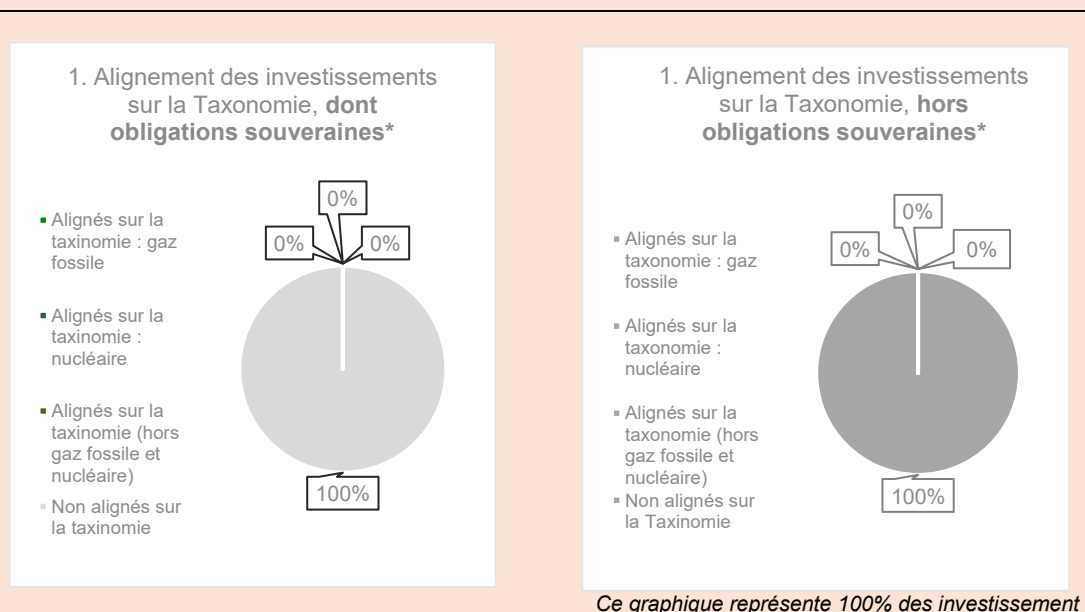 1. Alignement des investissements
sur la Taxonomie, dont
obligations souveraines*
0%
0%
0%
Alignés sur la
taxinomie : gaz
fossile
Alignés sur la
taxinomie :
nucléaire
Alignés sur la
taxinomie (hors
gaz fossile et
nucléaire)
Non alignés sur
la taxinomie
100%
1. Alignement des investissements
sur la Taxonomie, hors
obligations souveraines*
0%
0%
0%
Alignés sur la
taxonomie : gaz
fossile
Alignés sur la
taxonomie :
nucléaire
Alignés sur la
taxonomie (hors
gaz fossile et
nucléaire)
Non alignés sur
la Taxinomie
100%
Ce graphique représente 100% des investissement